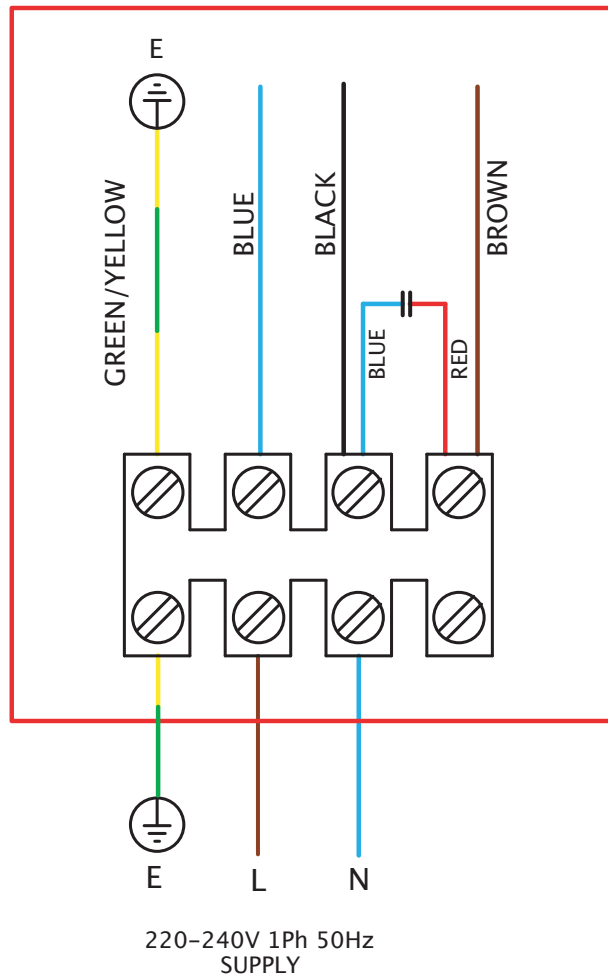 E
GREEN/YELLOW
BLUE
BLACK
BROWN
BLUE
RED
E
L
N
220-240V 1Ph 50Hz
SUPPLY